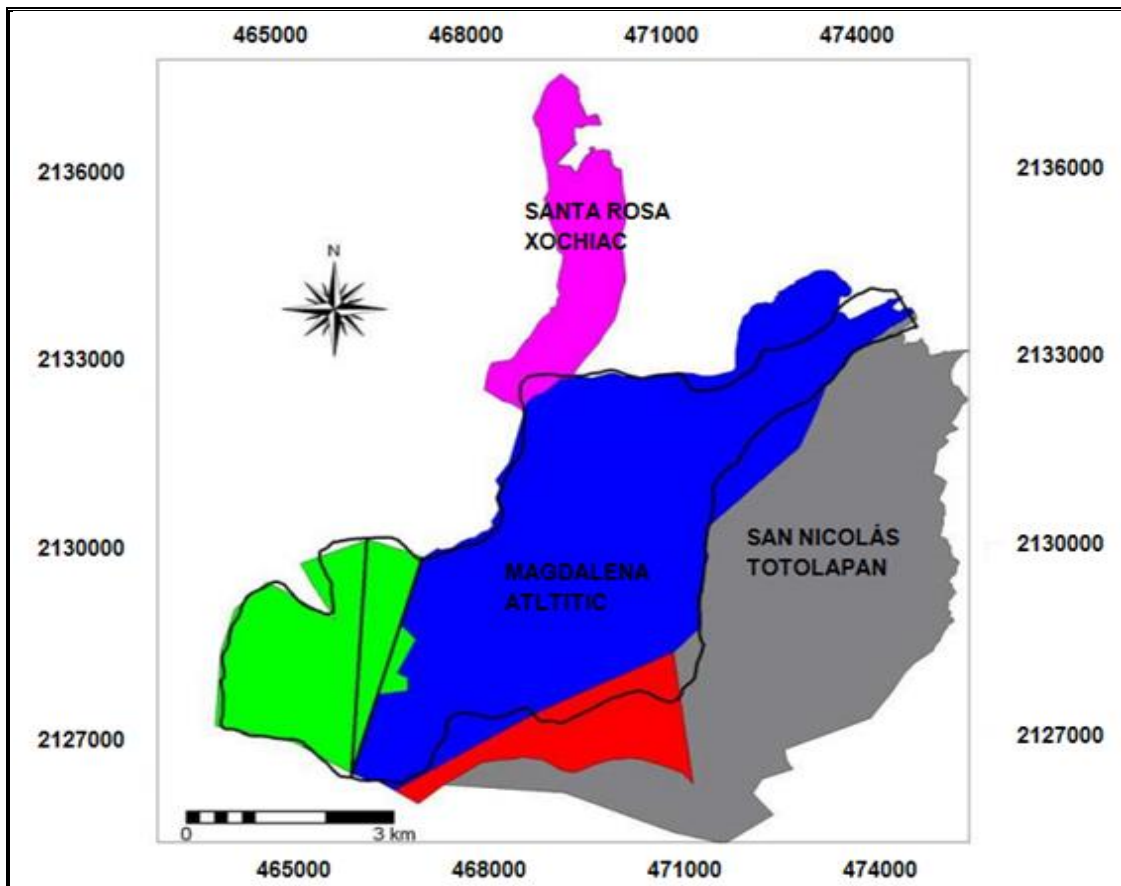 465000 468000 471000 474000
2136000 2136000
SANTA ROSA
XOCHIAC
N
2133000 2133000
SAN NICOLÁS
TOTOLAPAN
2130000 2130000
MAGDALENA
ATLTITIC
2127000 2127000
0 3 km
465000 468000 471000 474000